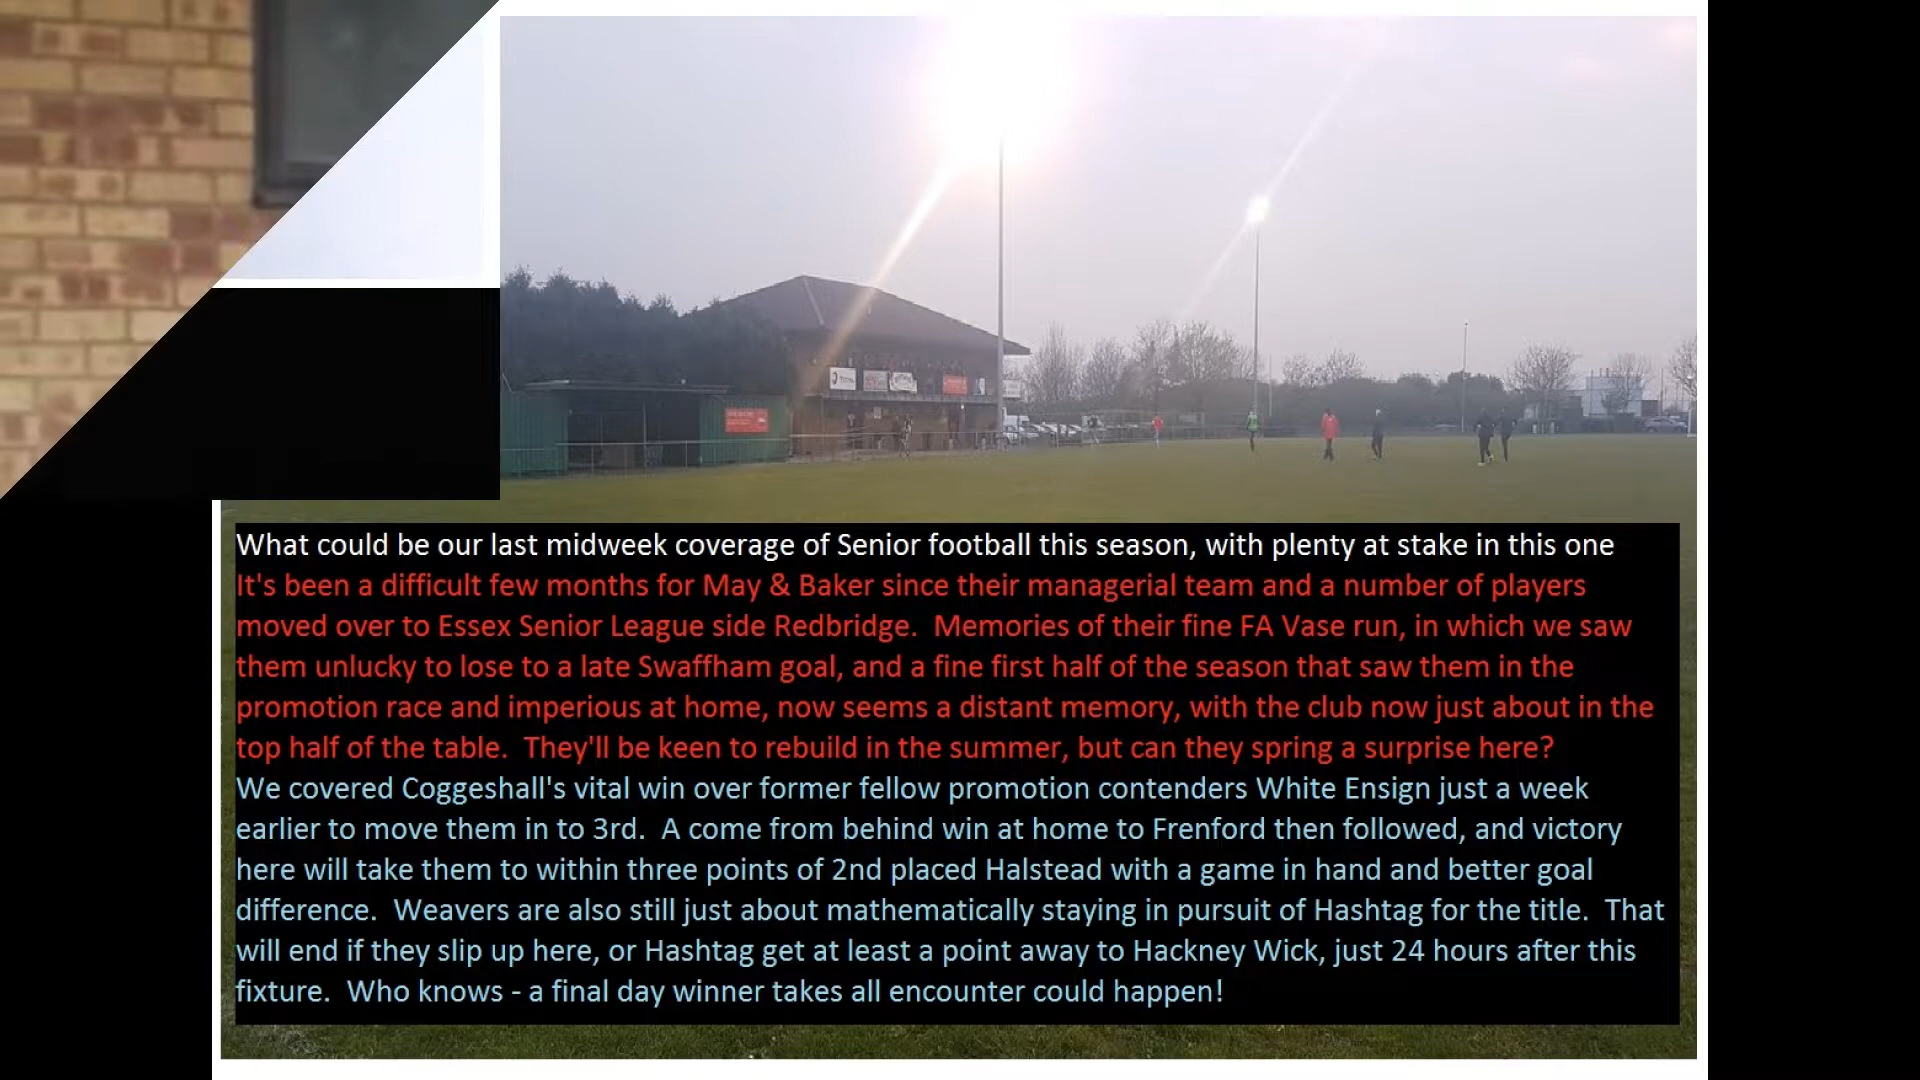 What could be our last midweek coverage of Senior football this season, with plenty at stake in this one
It's been a difficult few months for May & Baker since their managerial team and a number of players
moved over to Essex Senior League side Redbridge.  Memories of their fine FA Vase run, in which we saw
them unlucky to lose to a late Swaffham goal, and a fine first half of the season that saw them in the
promotion race and imperious at home, now seems a distant memory, with the club now just about in the
top half of the table.  They'll be keen to rebuild in the summer, but can they spring a surprise here?
We covered Coggeshall's vital win over former fellow promotion contenders White Ensign just a week
earlier to move them in to 3rd.  A come from behind win at home to Frenford then followed, and victory
here will take them to within three points of 2nd placed Halstead with a game in hand and better goal
difference.  Weavers are also still just about mathematically staying in pursuit of Hashtag for the title.  That
will end if they slip up here, or Hashtag get at least a point away to Hackney Wick, just 24 hours after this
fixture.  Who knows - a final day winner takes all encounter could happen!